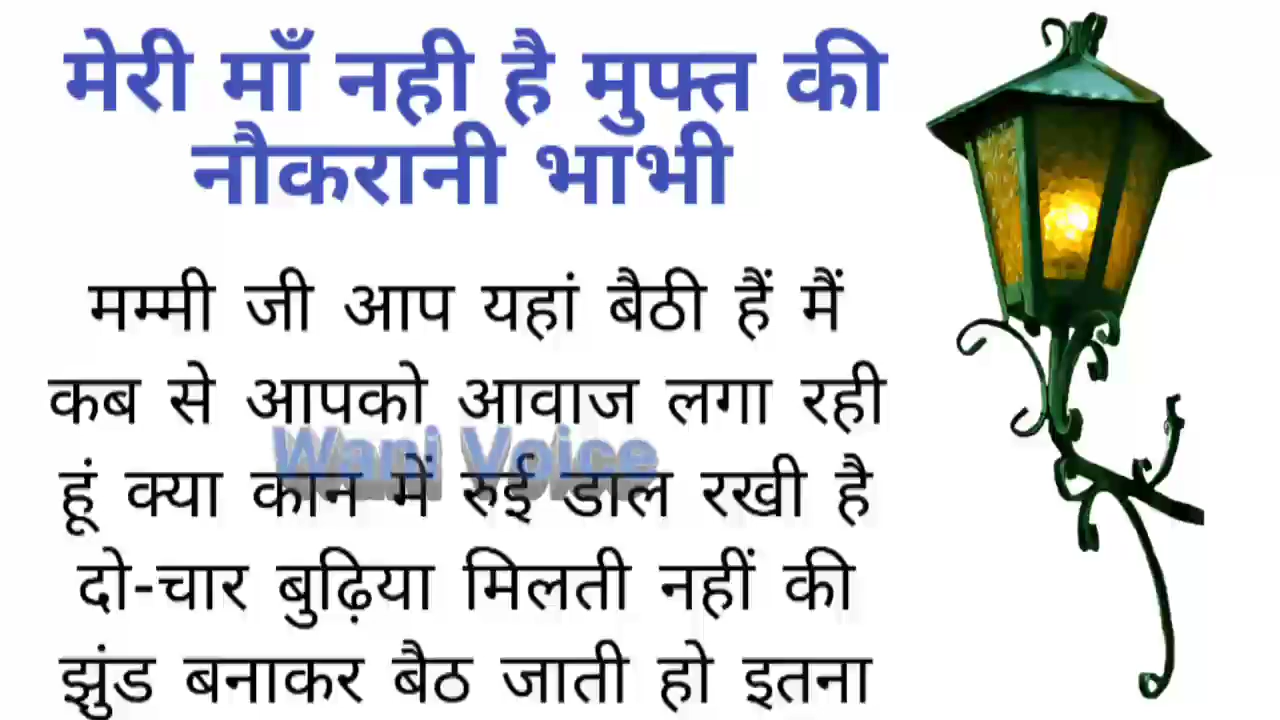 मेरी माँ नही है मुफ्त की
नौकरानी भाभी
मम्मी जी आप यहां बैठी हैं मैं
कब से आपको आवाज लगा रही
Wani Voice
हूं क्या कान में रुई डाल रखी है
दो-चार बुढ़िया मिलती नहीं की
झुंड बनाकर बैठ जाती हो इतना